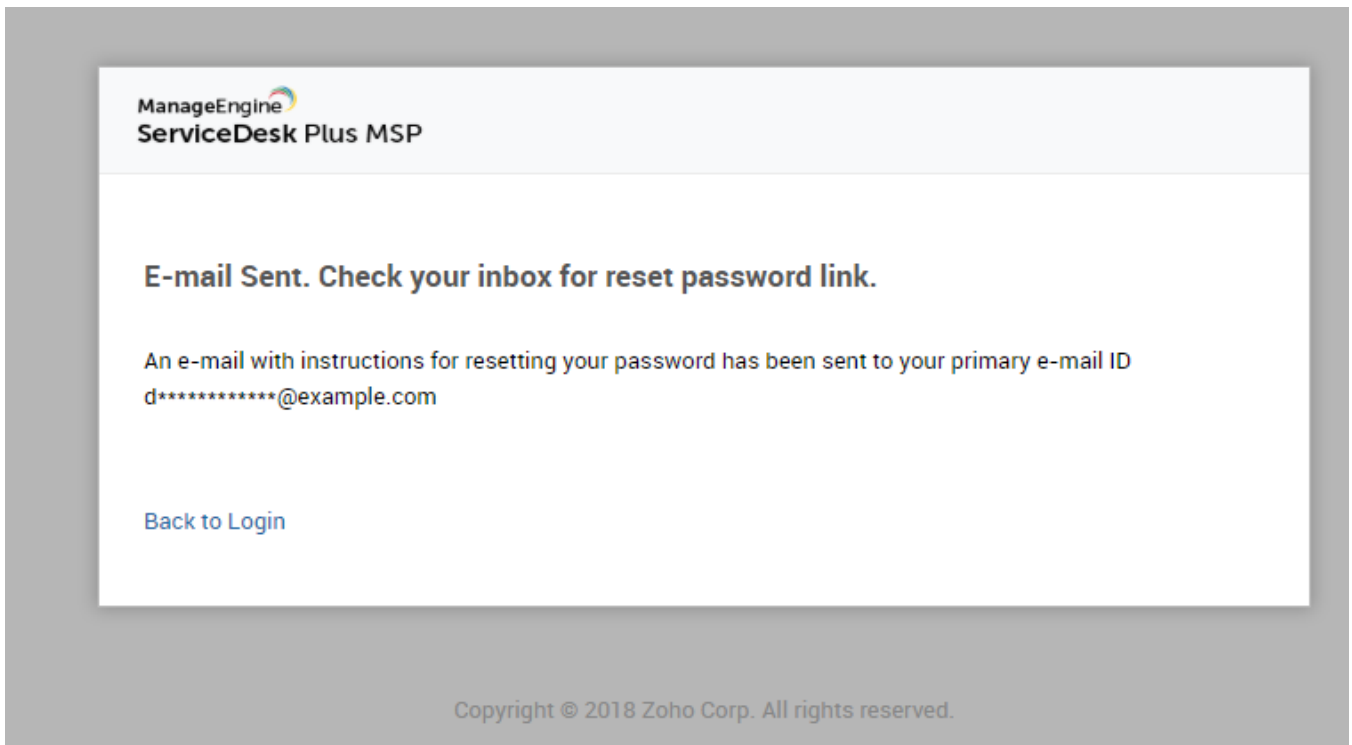 ManageEngine
ServiceDesk Plus MSP
E-mail Sent. Check your inbox for reset password link.
An e-mail with instructions for resetting your password has been sent to your primary e-mail ID
d************@example.com
Back to Login
Copyright © 2018 Zoho Corp. All rights reserved.